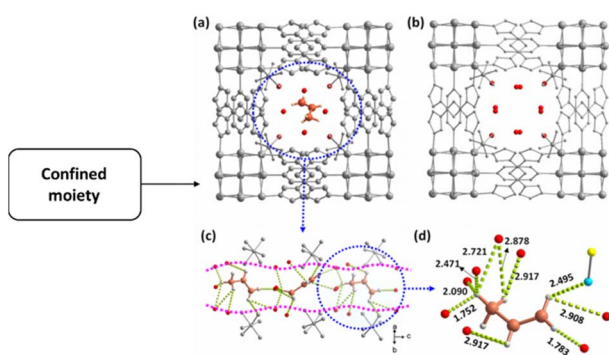 (a)
(b)
Confined
moiety
(c)
(d)
2.878
2.721
2.471
2.917
2.495
2.090
2.908
1.752
1.783
2.917
a
c
b